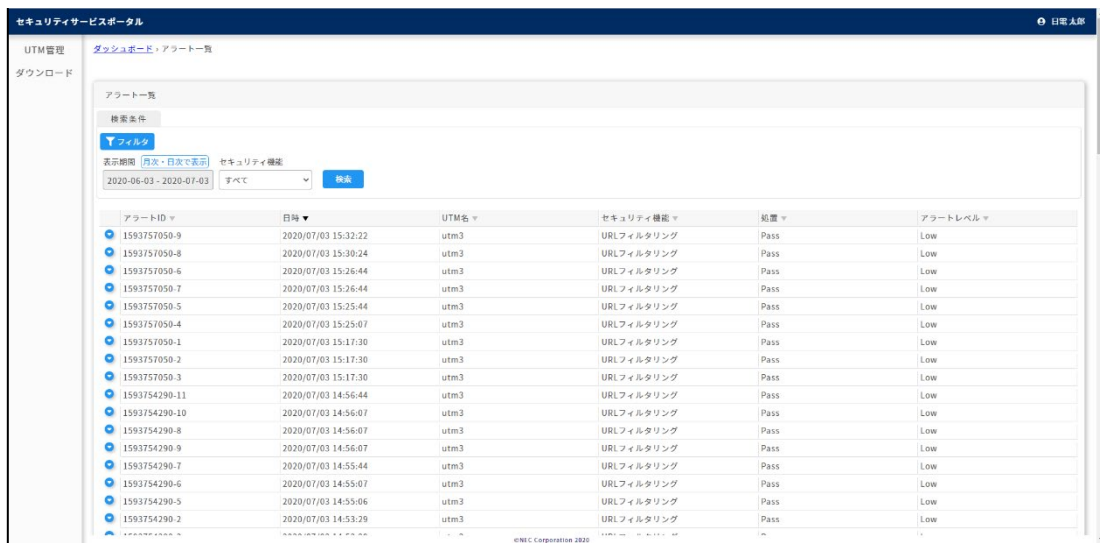 セキュリティサービスポータル 日電太郎
UTM管理
ダウンロード
ダッシュボード › アラート一覧
アラート一覧
検索条件
フィルタ
表示期間 月次・日次で表示 セキュリティ機能
2020-06-03 - 2020-07-03 すべて 検索
アラートID 日時 UTM名 セキュリティ機能 処置 アラートレベル
1593757050-9 2020/07/03 15:32:22 utm3 URLフィルタリング Pass Low
1593757050-8 2020/07/03 15:30:24 utm3 URLフィルタリング Pass Low
1593757050-6 2020/07/03 15:26:44 utm3 URLフィルタリング Pass Low
1593757050-7 2020/07/03 15:26:44 utm3 URLフィルタリング Pass Low
1593757050-5 2020/07/03 15:25:44 utm3 URLフィルタリング Pass Low
1593757050-4 2020/07/03 15:25:07 utm3 URLフィルタリング Pass Low
1593757050-1 2020/07/03 15:17:30 utm3 URLフィルタリング Pass Low
1593757050-2 2020/07/03 15:17:30 utm3 URLフィルタリング Pass Low
1593757050-3 2020/07/03 15:17:30 utm3 URLフィルタリング Pass Low
1593754290-11 2020/07/03 14:56:44 utm3 URLフィルタリング Pass Low
1593754290-10 2020/07/03 14:56:07 utm3 URLフィルタリング Pass Low
1593754290-8 2020/07/03 14:56:07 utm3 URLフィルタリング Pass Low
1593754290-9 2020/07/03 14:56:07 utm3 URLフィルタリング Pass Low
1593754290-7 2020/07/03 14:55:44 utm3 URLフィルタリング Pass Low
1593754290-6 2020/07/03 14:55:07 utm3 URLフィルタリング Pass Low
1593754290-5 2020/07/03 14:55:06 utm3 URLフィルタリング Pass Low
1593754290-2 2020/07/03 14:53:29 utm3 URLフィルタリング Pass Low
©NEC Corporation 2020